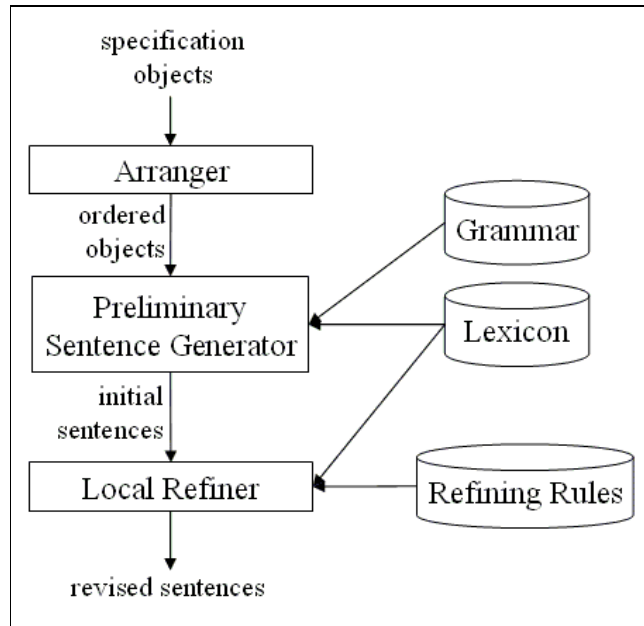 specification
objects
Arranger
ordered
objects
Grammar
Preliminary
Sentence Generator
Lexicon
initial
sentences
Local Refiner
Refining Rules
revised sentences